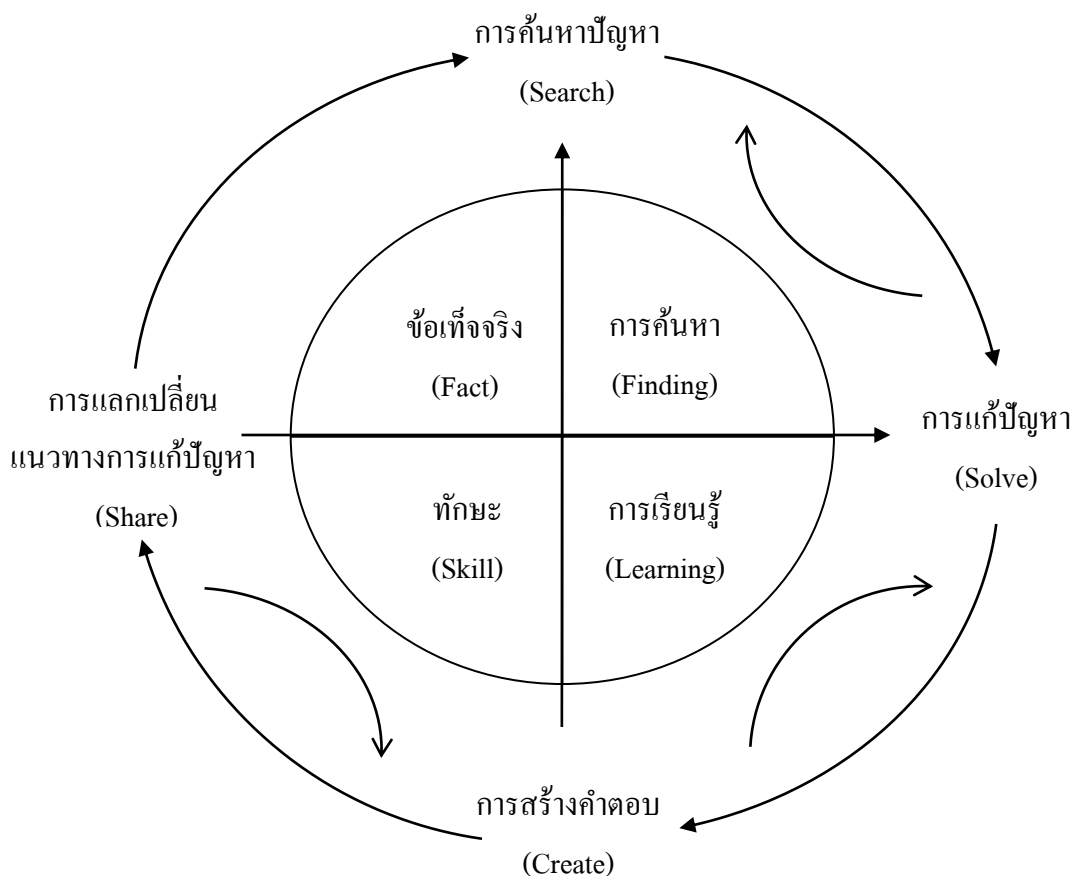 การค้นหาปัญหา
(Search)
ข้อเท็จจริง
(Fact)
การค้นหา
(Finding)
การแลกเปลี่ยน
แนวทางการแก้ปัญหา
(Share)
การแก้ปัญหา
(Solve)
ทักษะ
(Skill)
การเรียนรู้
(Learning)
การสร้างคำตอบ
(Create)